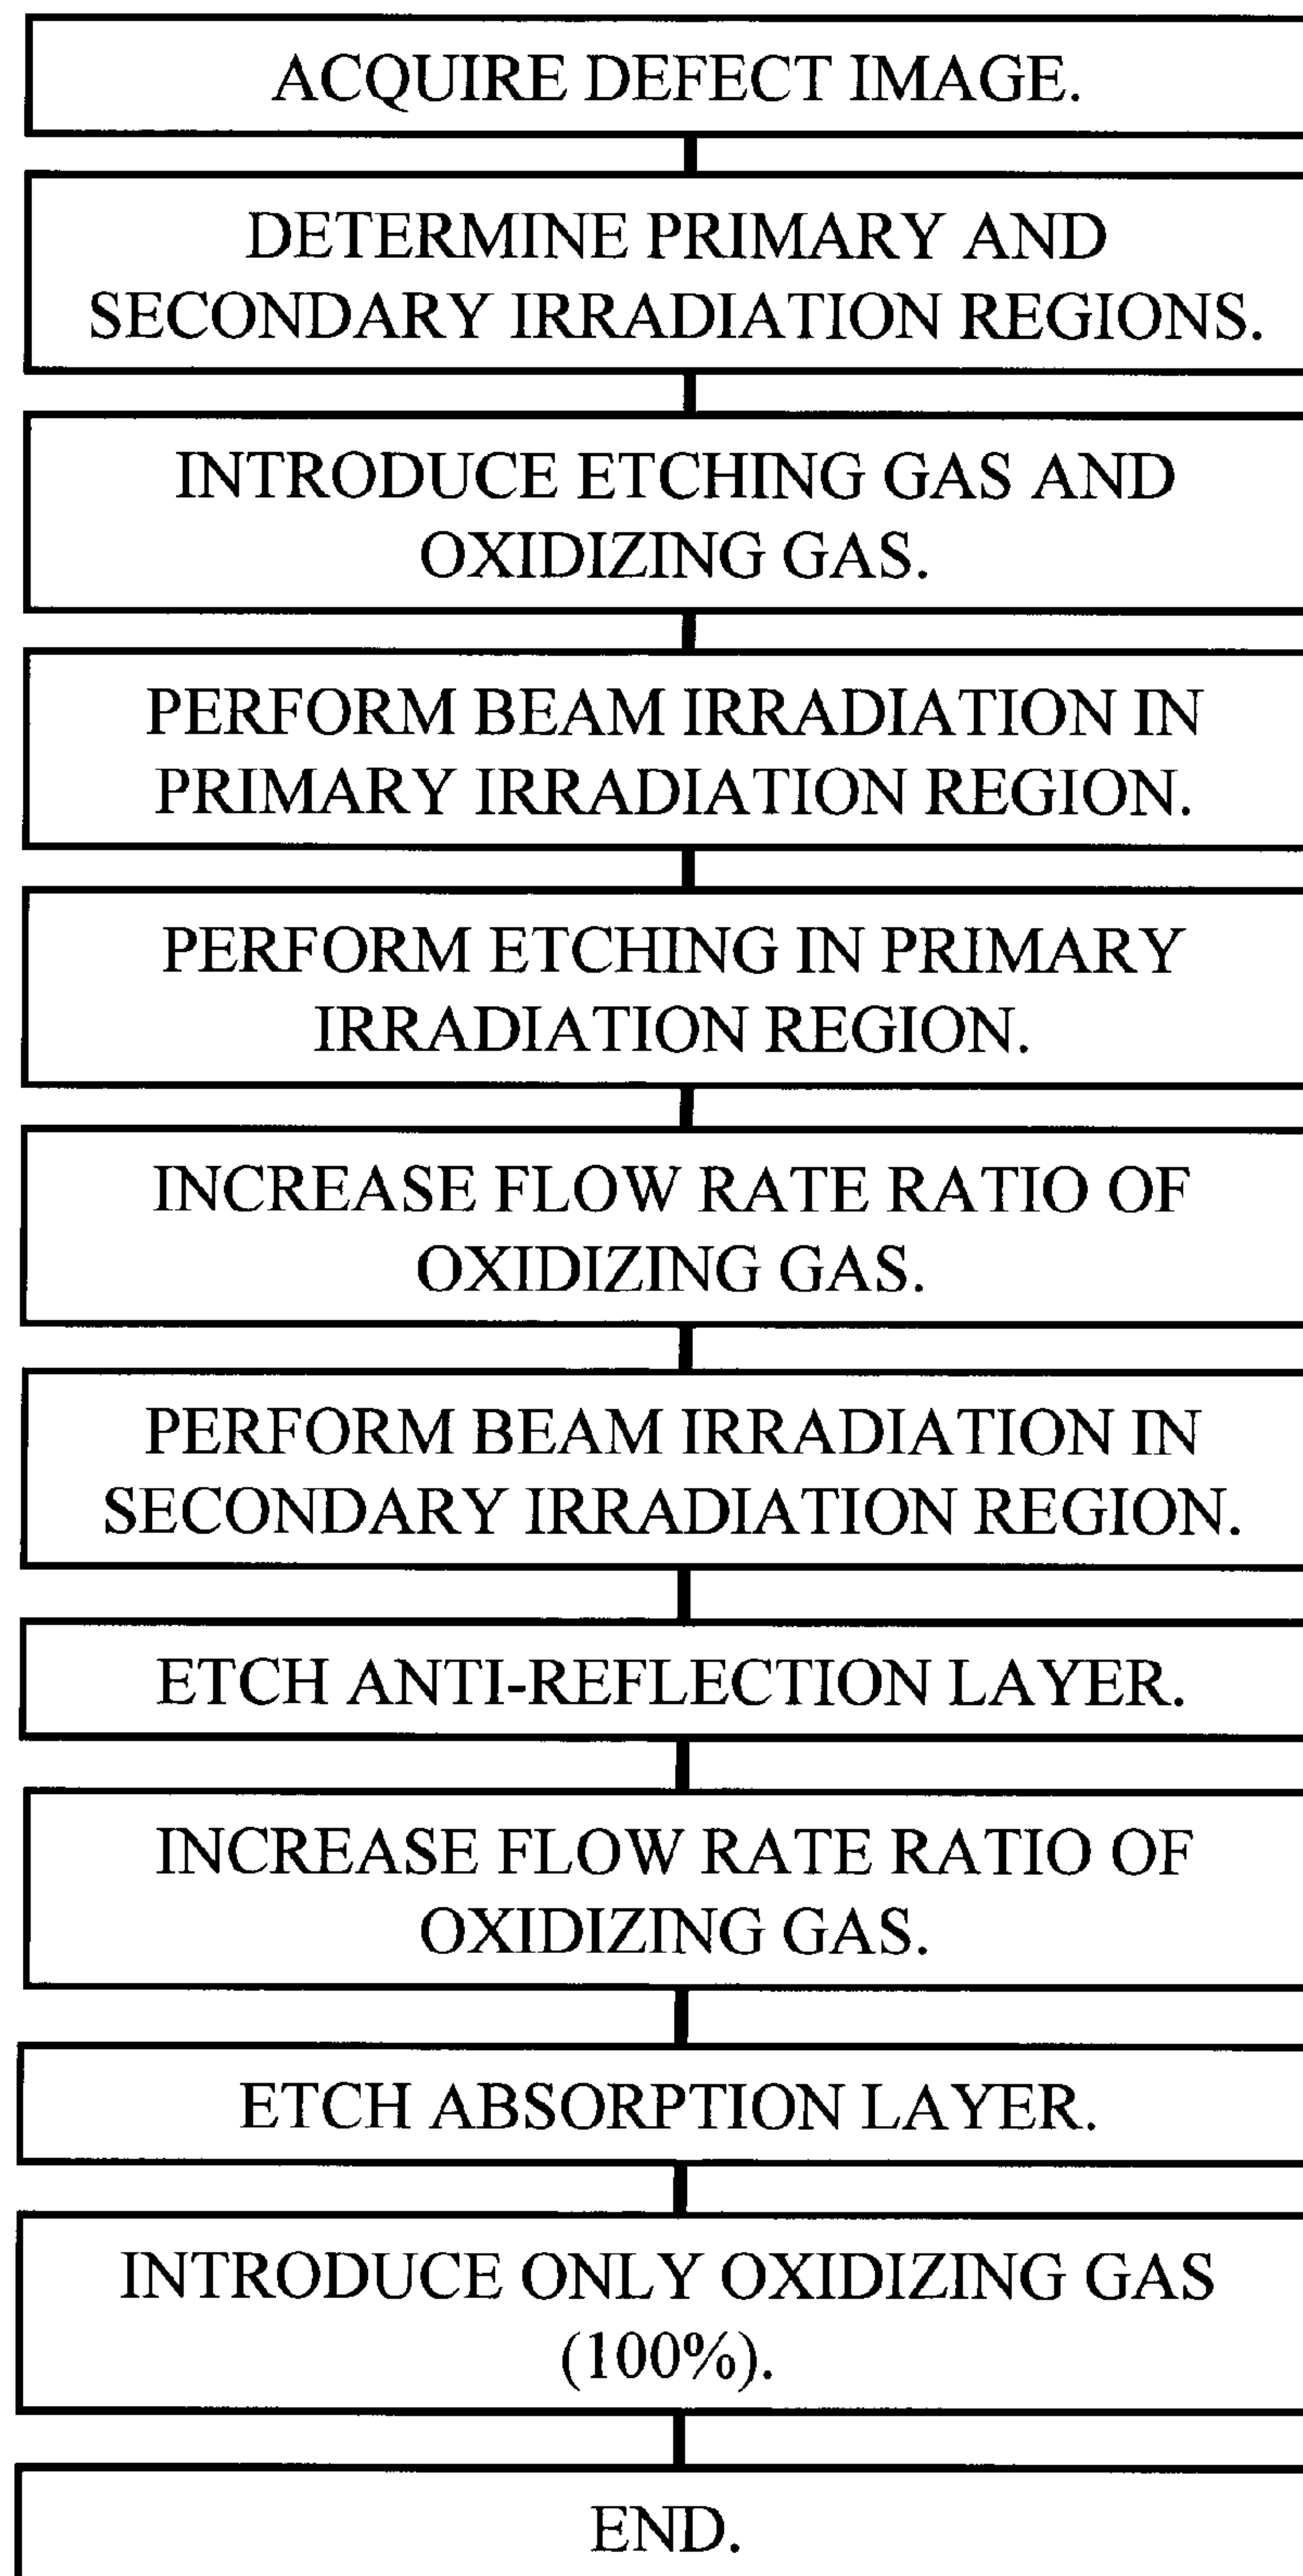 ACQUIRE DEFECT IMAGE.
DETERMINE PRIMARY AND
SECONDARY IRRADIATION REGIONS.
INTRODUCE ETCHING GAS AND
OXIDIZING GAS.
PERFORM BEAM IRRADIATION IN
PRIMARY IRRADIATION REGION.
PERFORM ETCHING IN PRIMARY
IRRADIATION REGION.
INCREASE FLOW RATE RATIO OF
OXIDIZING GAS.
PERFORM BEAM IRRADIATION IN
SECONDARY IRRADIATION REGION.
ETCH ANTI-REFLECTION LAYER.
INCREASE FLOW RATE RATIO OF
OXIDIZING GAS.
ETCH ABSORPTION LAYER.
INTRODUCE ONLY OXIDIZING GAS
(100%).
END.